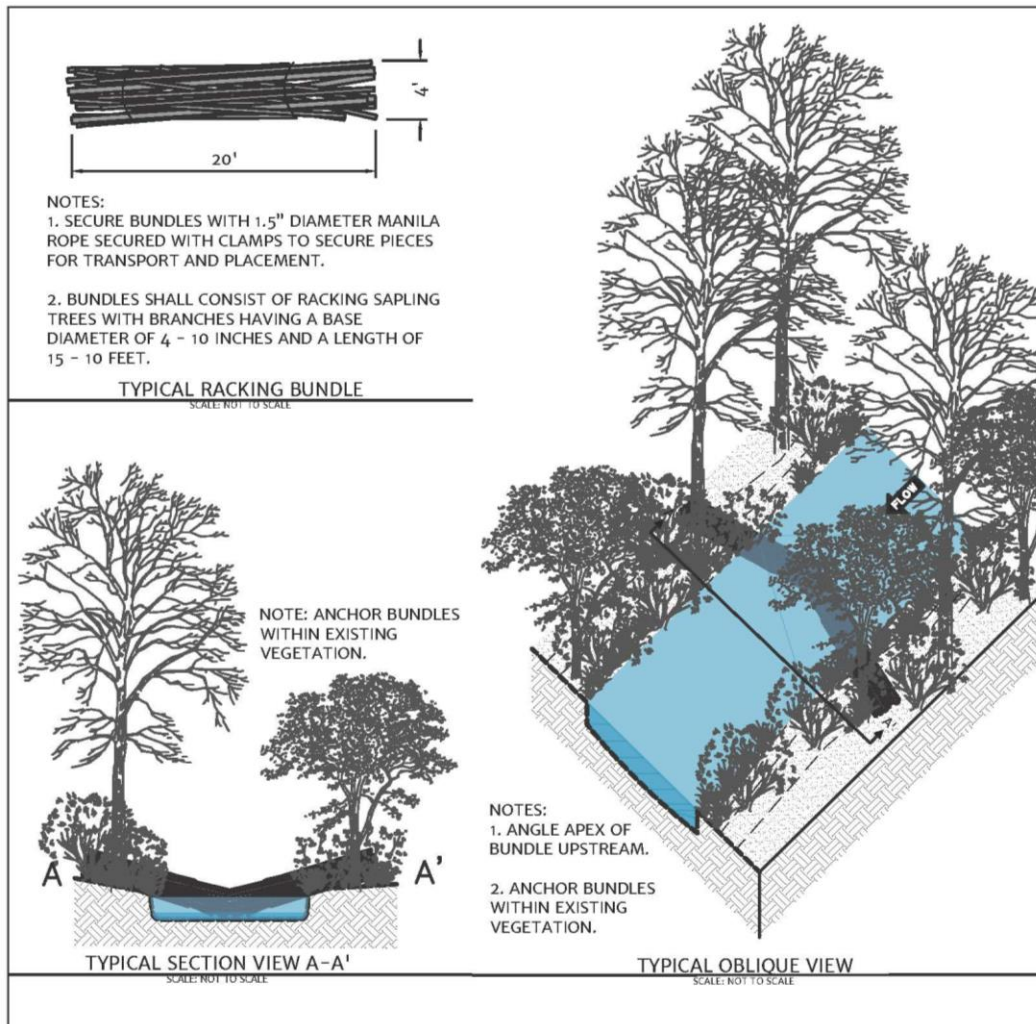 4'
20'
NOTES:
1. SECURE BUNDLES WITH 1.5" DIAMETER MANILA
ROPE SECURED WITH CLAMPS TO SECURE PIECES
FOR TRANSPORT AND PLACEMENT.
2. BUNDLES SHALL CONSIST OF RACKING SAPLING
TREES WITH BRANCHES HAVING A BASE
DIAMETER OF 4 - 10 INCHES AND A LENGTH OF
15 - 10 FEET.
TYPICAL RACKING BUNDLE
SCALE: NOT TO SCALE
NOTE: ANCHOR BUNDLES
WITHIN EXISTING
VEGETATION.
A
A'
TYPICAL SECTION VIEW A-A'
SCALE: NOT TO SCALE
FLOW
A'
NOTES:
1. ANGLE APEX OF
BUNDLE UPSTREAM.
2. ANCHOR BUNDLES
WITHIN EXISTING
VEGETATION.
TYPICAL OBLIQUE VIEW
SCALE: NOT TO SCALE